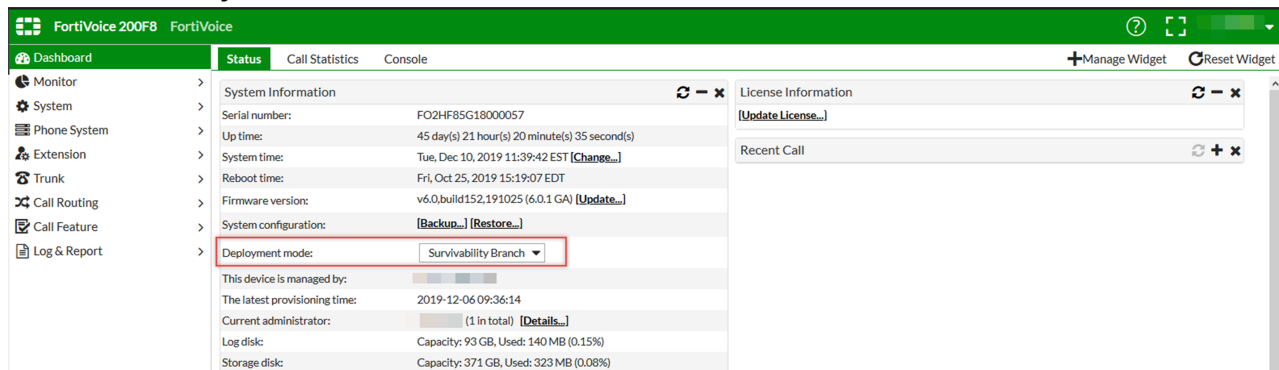 FortiVoice 200F8 FortiVoice
Dashboard
Monitor
System
Phone System
Extension
Trunk
Call Routing
Call Feature
Log & Report
Status Call Statistics Console
Manage Widget Reset Widget
System Information
Serial number: FO2HF85G18000057
Up time: 45 day(s) 21 hour(s) 20 minute(s) 35 second(s)
System time: Tue, Dec 10, 2019 11:39:42 EST [Change...]
Reboot time: Fri, Oct 25, 2019 15:19:07 EDT
Firmware version: v6.0,build152,191025 (6.0.1 GA) [Update...]
System configuration: [Backup...] [Restore...]
Deployment mode: Survivability Branch
This device is managed by:
The latest provisioning time: 2019-12-06 09:36:14
Current administrator: (1 in total) [Details...]
Log disk: Capacity: 93 GB, Used: 140 MB (0.15%)
Storage disk: Capacity: 371 GB, Used: 323 MB (0.08%)
License Information
[Update License...]
Recent Call